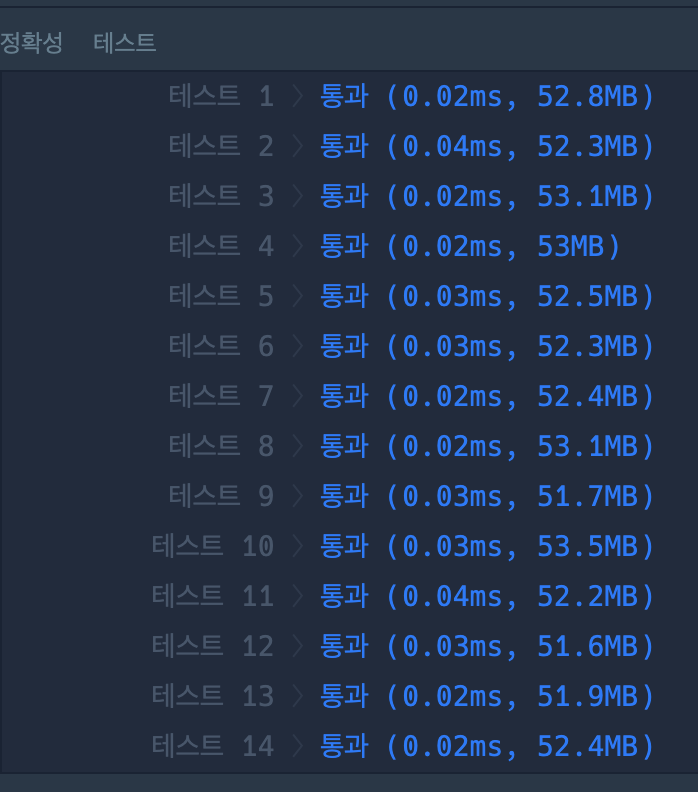 정확성 테스트
테스트 1 〉 통과 (0.02ms, 52.8MB)
테스트 2 〉 통과 (0.04ms, 52.3MB)
테스트 3 〉 통과 (0.02ms, 53.1MB)
테스트 4 〉 통과 (0.02ms, 53MB)
테스트 5 〉 통과 (0.03ms, 52.5MB)
테스트 6 〉 통과 (0.03ms, 52.3MB)
테스트 7 〉 통과 (0.02ms, 52.4MB)
테스트 8 〉 통과 (0.02ms, 53.1MB)
테스트 9 〉 통과 (0.03ms, 51.7MB)
테스트 10 〉 통과 (0.03ms, 53.5MB)
테스트 11 〉 통과 (0.04ms, 52.2MB)
테스트 12 〉 통과 (0.03ms, 51.6MB)
테스트 13 〉 통과 (0.02ms, 51.9MB)
테스트 14 〉 통과 (0.02ms, 52.4MB)